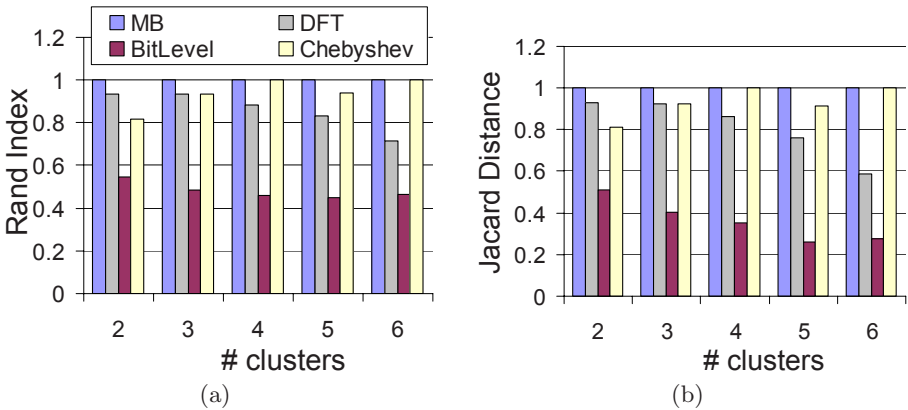 MB
DFT
BitLevel
Chebyshev
1.2
1
0.8
0.6
0.4
0.2
0
Rand Index
2 3 4 5 6
# clusters
(a)
1.2
1
0.8
0.6
0.4
0.2
0
Jacard Distance
2 3 4 5 6
# clusters
(b)